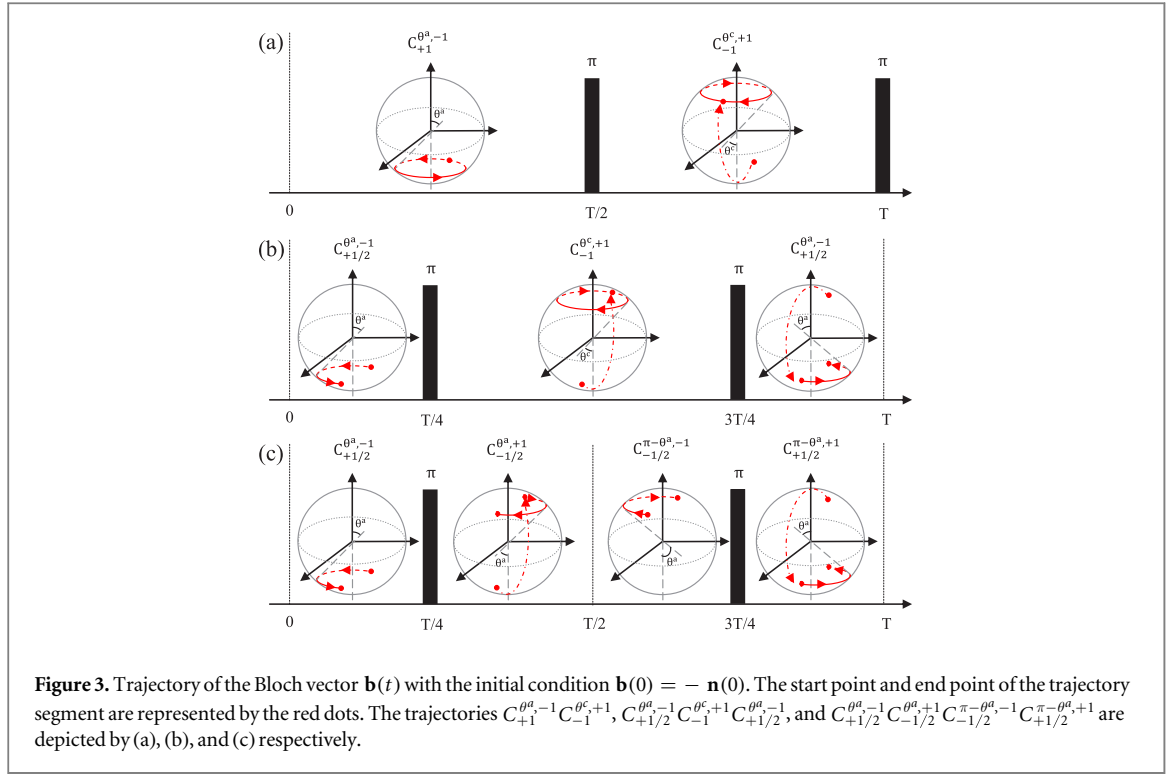 (a)
C_{+1}^{θ^a,-1}
C_{-1}^{θ^c,+1}
π
π
θ^a
θ^c
0
T/2
T
(b)
C_{+1/2}^{θ^a,-1}
C_{-1}^{θ^c,+1}
C_{+1/2}^{θ^a,-1}
π
π
θ^a
θ^c
θ^a
0
T/4
T/2
3T/4
T
(c)
C_{+1/2}^{θ^a,-1}
C_{-1/2}^{θ^a,+1}
C_{-1/2}^{π-θ^a,-1}
C_{+1/2}^{π-θ^a,+1}
π
π
θ^a
θ^a
θ^a
θ^a
0
T/4
T/2
3T/4
T
Figure 3. Trajectory of the Bloch vector b(t) with the initial condition b(0) = − n(0). The start point and end point of the trajectory
segment are represented by the red dots. The trajectories C_{+1}^{θ^a,-1}C_{-1}^{θ^c,+1}, C_{+1/2}^{θ^a,-1}C_{-1}^{θ^c,+1}C_{+1/2}^{θ^a,-1}, and C_{+1/2}^{θ^a,-1}C_{-1/2}^{θ^a,+1}C_{-1/2}^{π-θ^a,-1}C_{+1/2}^{π-θ^a,+1} are
depicted by (a), (b), and (c) respectively.